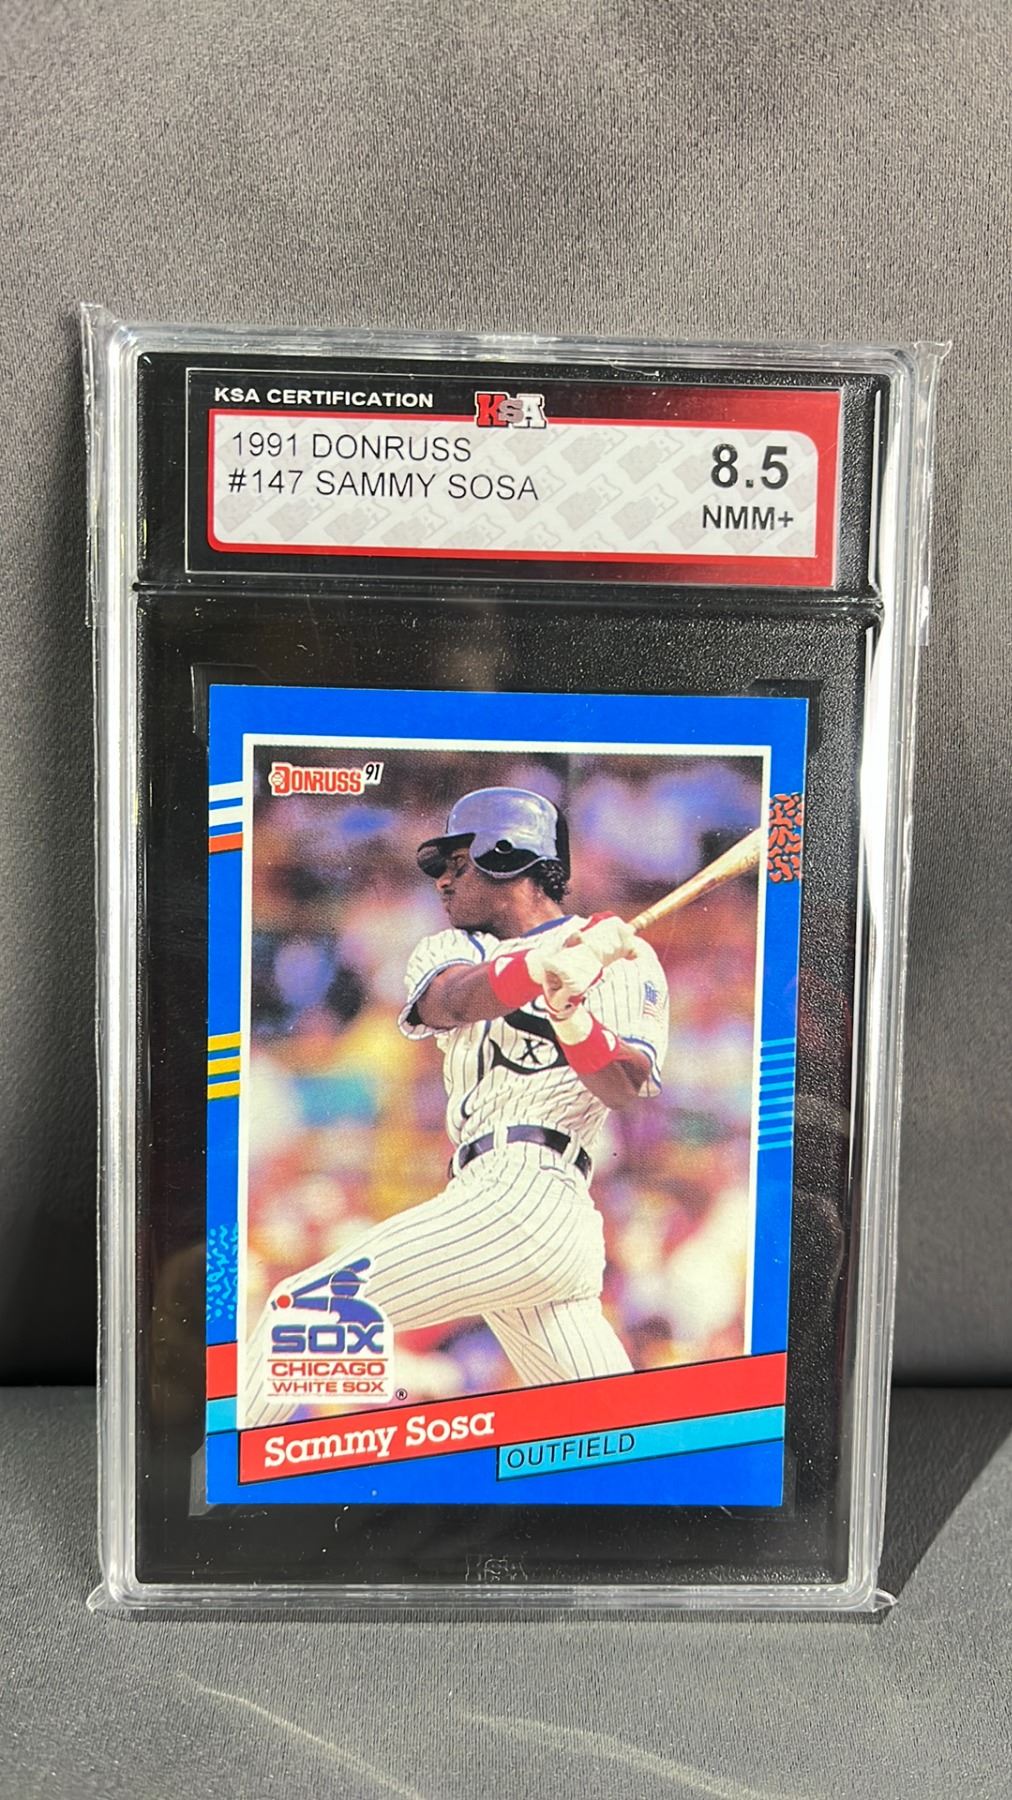 KSA CERTIFICATION
KSA
1991 DONRUSS
#147 SAMMY SOSA
8.5
NMM+
DONRUSS '91
X
SOX
CHICAGO
WHITE SOX
®
Sammy Sosa
OUTFIELD
KSA